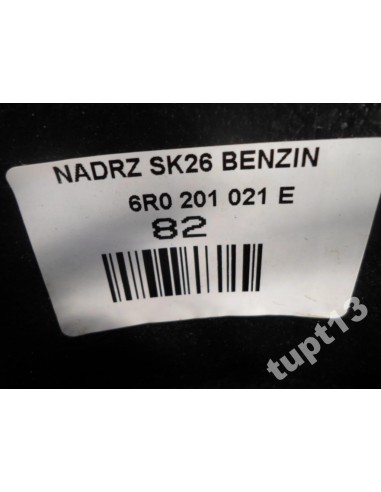 NADRZ SK26 BENZIN
6R0 201 021 E
82
tupt13